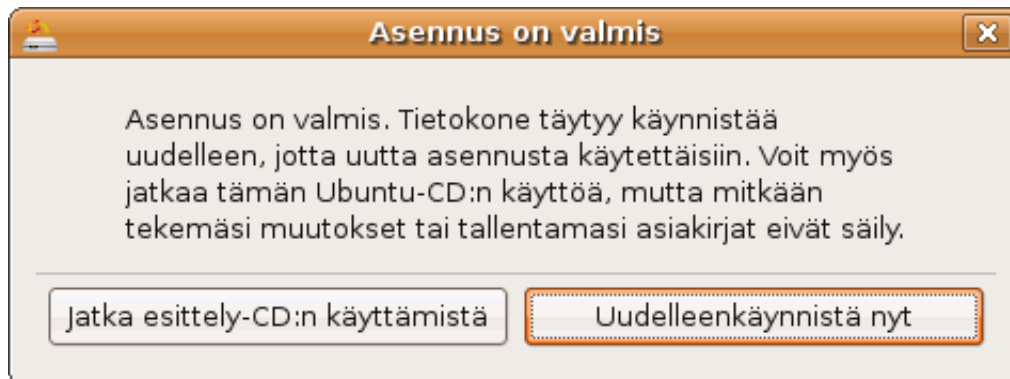 Asennus on valmis
Asennus on valmis. Tietokone täytyy käynnistää
uudelleen, jotta uutta asennusta käytettäisiin. Voit myös
jatkaa tämän Ubuntu-CD:n käyttöä, mutta mitkään
tekemäsi muutokset tai tallentamasi asiakirjat eivät säily.
Jatka esittely-CD:n käyttämistä
Uudelleenkäynnistä nyt